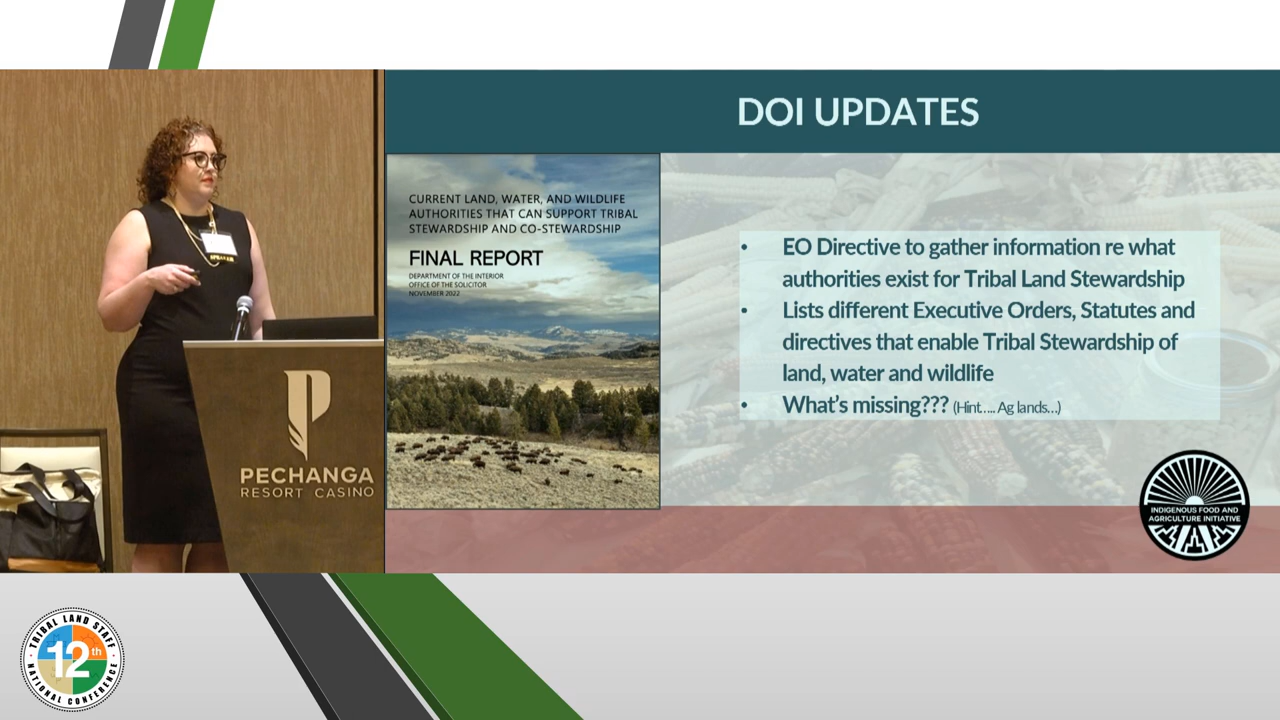 DOI UPDATES
CURRENT LAND, WATER, AND WILDLIFE
AUTHORITIES THAT CAN SUPPORT TRIBAL
STEWARDSHIP AND CO-STEWARDSHIP
FINAL REPORT
DEPARTMENT OF THE INTERIOR
OFFICE OF THE SOLICITOR
NOVEMBER 2022
• EO Directive to gather information re what
authorities exist for Tribal Land Stewardship
• Lists different Executive Orders, Statutes and
directives that enable Tribal Stewardship of
land, water and wildlife
• What's missing??? (Hint.... Ag lands...)
INDIGENOUS FOOD AND
AGRICULTURE INITIATIVE
SPEAKER
PECHANGA
RESORT CASINO
TRIBAL LAND STAFF
12th
NATIONAL CONFERENCE